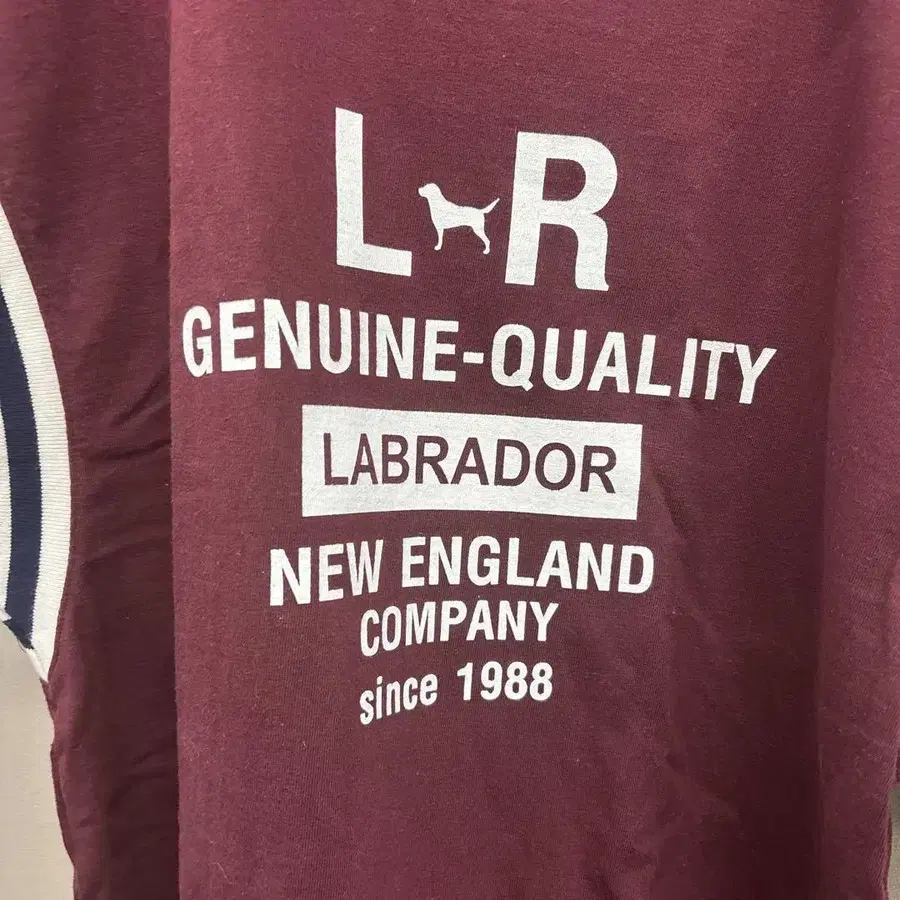 L R
GENUINE-QUALITY
LABRADOR
NEW ENGLAND
COMPANY
since 1988